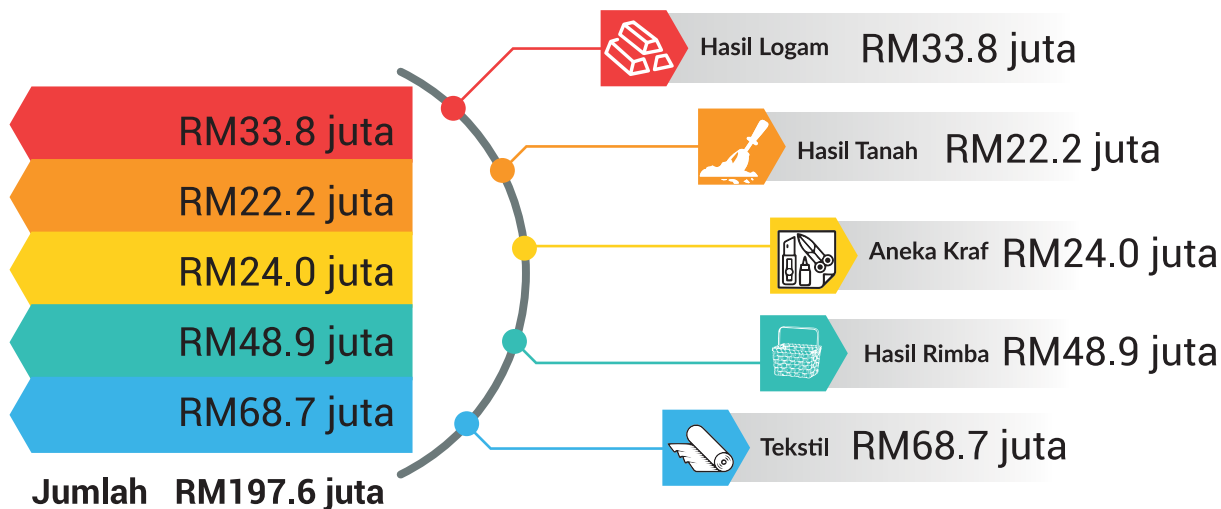 RM33.8 juta
RM22.2 juta
RM24.0 juta
RM48.9 juta
RM68.7 juta
Jumlah RM197.6 juta
Hasil Logam RM33.8 juta
Hasil Tanah RM22.2 juta
Aneka Kraf RM24.0 juta
Hasil Rimba RM48.9 juta
Tekstil RM68.7 juta